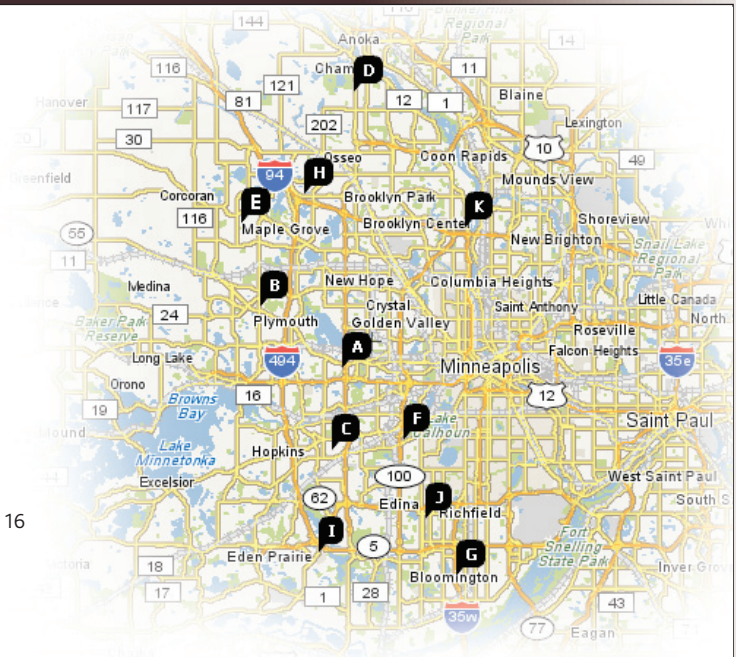 144
Anoka
Regional
Park
14
116
Cham
D
11
121
81
12
1
Blaine
Hanover
117
Lexington
202
30
10
Osseo
Coon Rapids
49
94
H
Mounds View
Corcoran
E
Brooklyn Park
K
116
Brooklyn Center
Shoreview
55
Maple Grove
New Brighton
Snail Lake
Regional
Park
11
Medina
B
New Hope
Columbia Heights
Crystal
Saint Anthony
Little Canada
24
Plymouth
Golden Valley
North
Baker Park
Reserve
Roseville
A
Long Lake
494
Minneapolis
Falcon Heights
35e
Orono
16
12
Browns
Bay
19
F
Saint Paul
C
Lake
Calhoun
Lake
Minnetonka
Hopkins
100
West Saint Paul
Excelsior
62
J
Edina
Richfield
South S
16
I
Fort
Snelling
State Park
Eden Prairie
5
G
18
Bloomington
Inver Grov
17
1
28
43
35w
77
Eagan